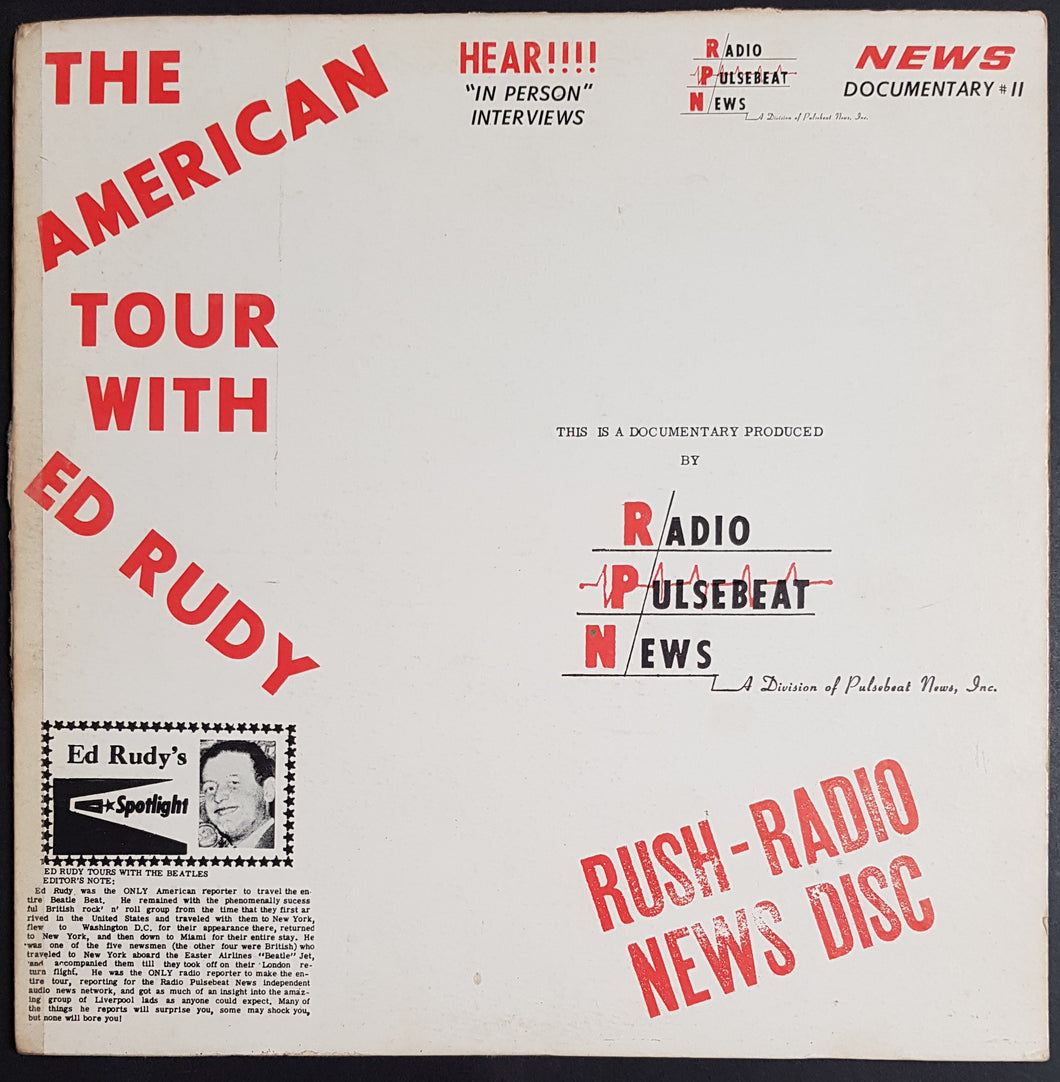 THE
AMERICAN
TOUR
WITH
ED RUDY
HEAR!!!!
"IN PERSON"
INTERVIEWS
RADIO
PULSEBEAT
NEWS
A Division of Pulsebeat News, Inc.
NEWS
DOCUMENTARY #II
THIS IS A DOCUMENTARY PRODUCED
BY
RADIO
PULSEBEAT
NEWS
A Division of Pulsebeat News, Inc.
RUSH-RADIO
NEWS DISC
Ed Rudy's
Spotlight
ED RUDY TOURS WITH THE BEATLES
EDITOR'S NOTE:
Ed Rudy was the ONLY American reporter to travel the en-
tire Beatle Beat. He remained with the phenomenally sucess
ful British rock' n' roll group from the time that they first ar
rived in the United States and traveled with them to New York,
flew to Washington D.C. for their appearance there, returned
to New York, and then down to Miami for their entire stay. He
was one of the five newsmen (the other four were British) who
traveled to New York aboard the Easter Airlines "Beatle" Jet,
and accompanied them till they took off on their London re-
turn flight. He was the ONLY radio reporter to make the en-
tire tour, reporting for the Radio Pulsebeat News independent
audio news network, and got as much of an insight into the amaz-
ing group of Liverpool lads as anyone could expect. Many of
the things he reports will surprise you, some may shock you,
but none will bore you!